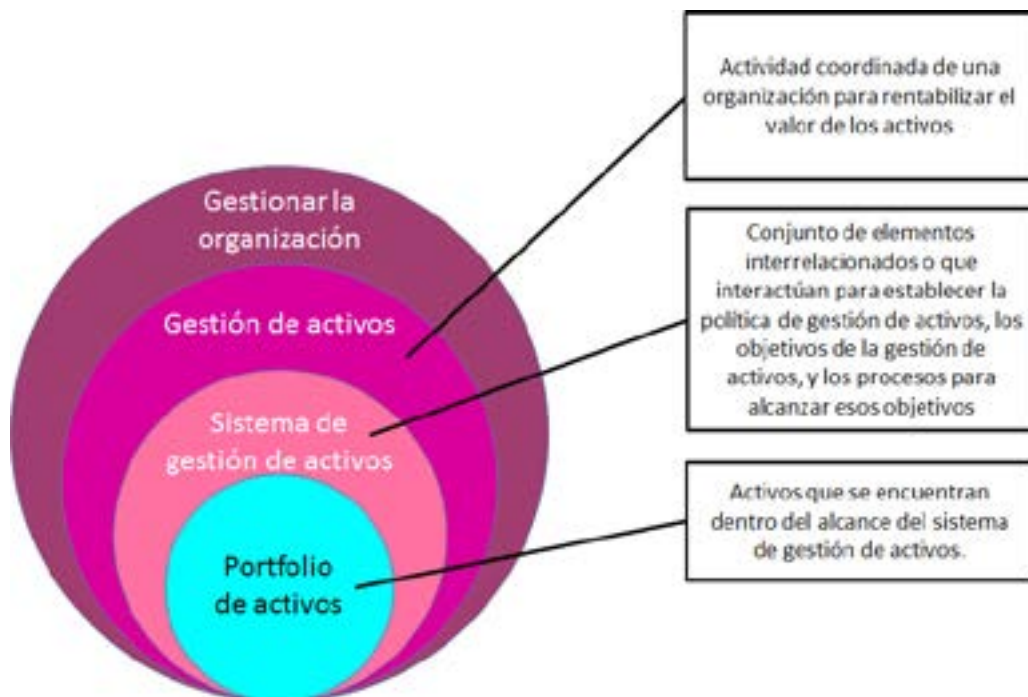 Gestionar la
organización
Gestión de activos
Sistema de
gestión de activos
Portfolio
de activos
Actividad coordinada de una
organización para rentabilizar el
valor de los activos
Conjunto de elementos
interrelacionados o que
interactúan para establecer la
política de gestión de activos, los
objetivos de la gestión de
activos, y los procesos para
alcanzar esos objetivos
Activos que se encuentran
dentro del alcance del sistema
de gestión de activos.